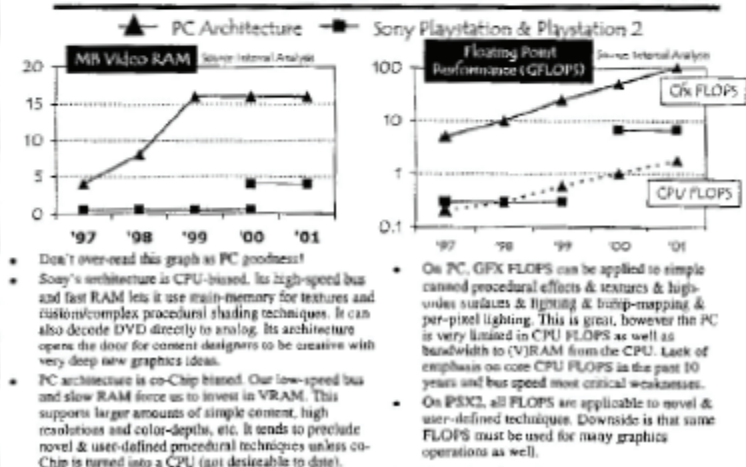 PC Architecture Sony Playstation & Playstation 2
MB Video RAM Source: Internal Analysis
20
15
10
5
0
'97 '98 '99 '00 '01
Floating Point
Performance (GFLOPS) Source: Internal Analysis
100
10
1
0.1
Gfx FLOPS
CPU FLOPS
'97 '98 '99 '00 '01
• Don't over-read this graph as PC goodness!
• Sony's architecture is CPU-biased. Its high-speed bus
and fast RAM lets it use main-memory for textures and
custom/complex procedural shading techniques. It can
also decode DVD directly to analog. Its architecture
opens the door for content designers to be creative with
very deep new graphics ideas.
• PC architecture is co-Chip biased. Our low-speed bus
and slow RAM force us to invest in VRAM. This
supports larger amounts of simple content, high
resolutions and color-depths, etc. It tends to preclude
novel & user-defined procedural techniques unless co-
Chip is turned into a CPU (not desireable to date).
• On PC, GFX FLOPS can be applied to simple
canned procedural effects & textures & high-
order surfaces & lighting & bump-mapping &
per-pixel lighting. This is great, however the PC
is very limited in CPU FLOPS as well as
bandwidth to (V)RAM from the CPU. Lack of
emphasis on core CPU FLOPS in the past 10
years and bus speed most critical weaknesses.
• On PSX2, all FLOPS are applicable to novel &
user-defined technique. Downside is that some
FLOPS must be used for many graphics
operations as well.